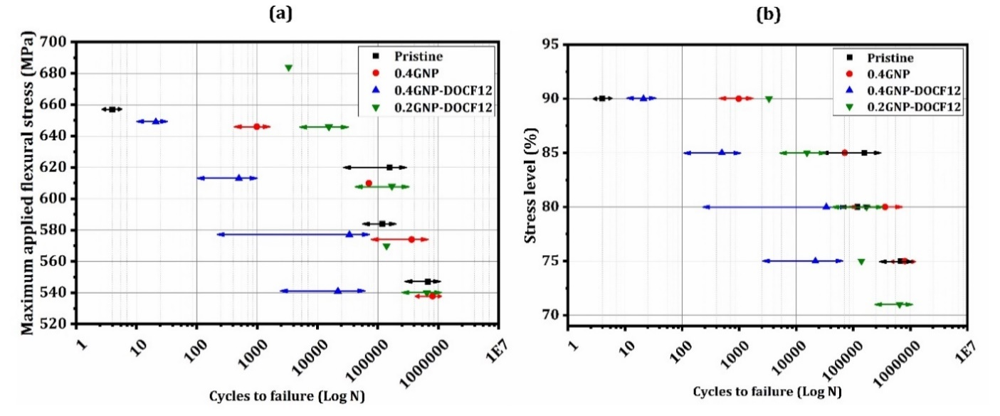 (a)
Maximum applied flexural stress (MPa)
700
680
660
640
620
600
580
560
540
520
Pristine
0.4GNP
0.4GNP-DOCF12
0.2GNP-DOCF12
1
10
100
1000
10000
100000
1000000
1E7
Cycles to failure (Log N)
(b)
Stress level (%)
95
90
85
80
75
70
Pristine
0.4GNP
0.4GNP-DOCF12
0.2GNP-DOCF12
1
10
100
1000
10000
100000
1000000
1E7
Cycles to failure (Log N)